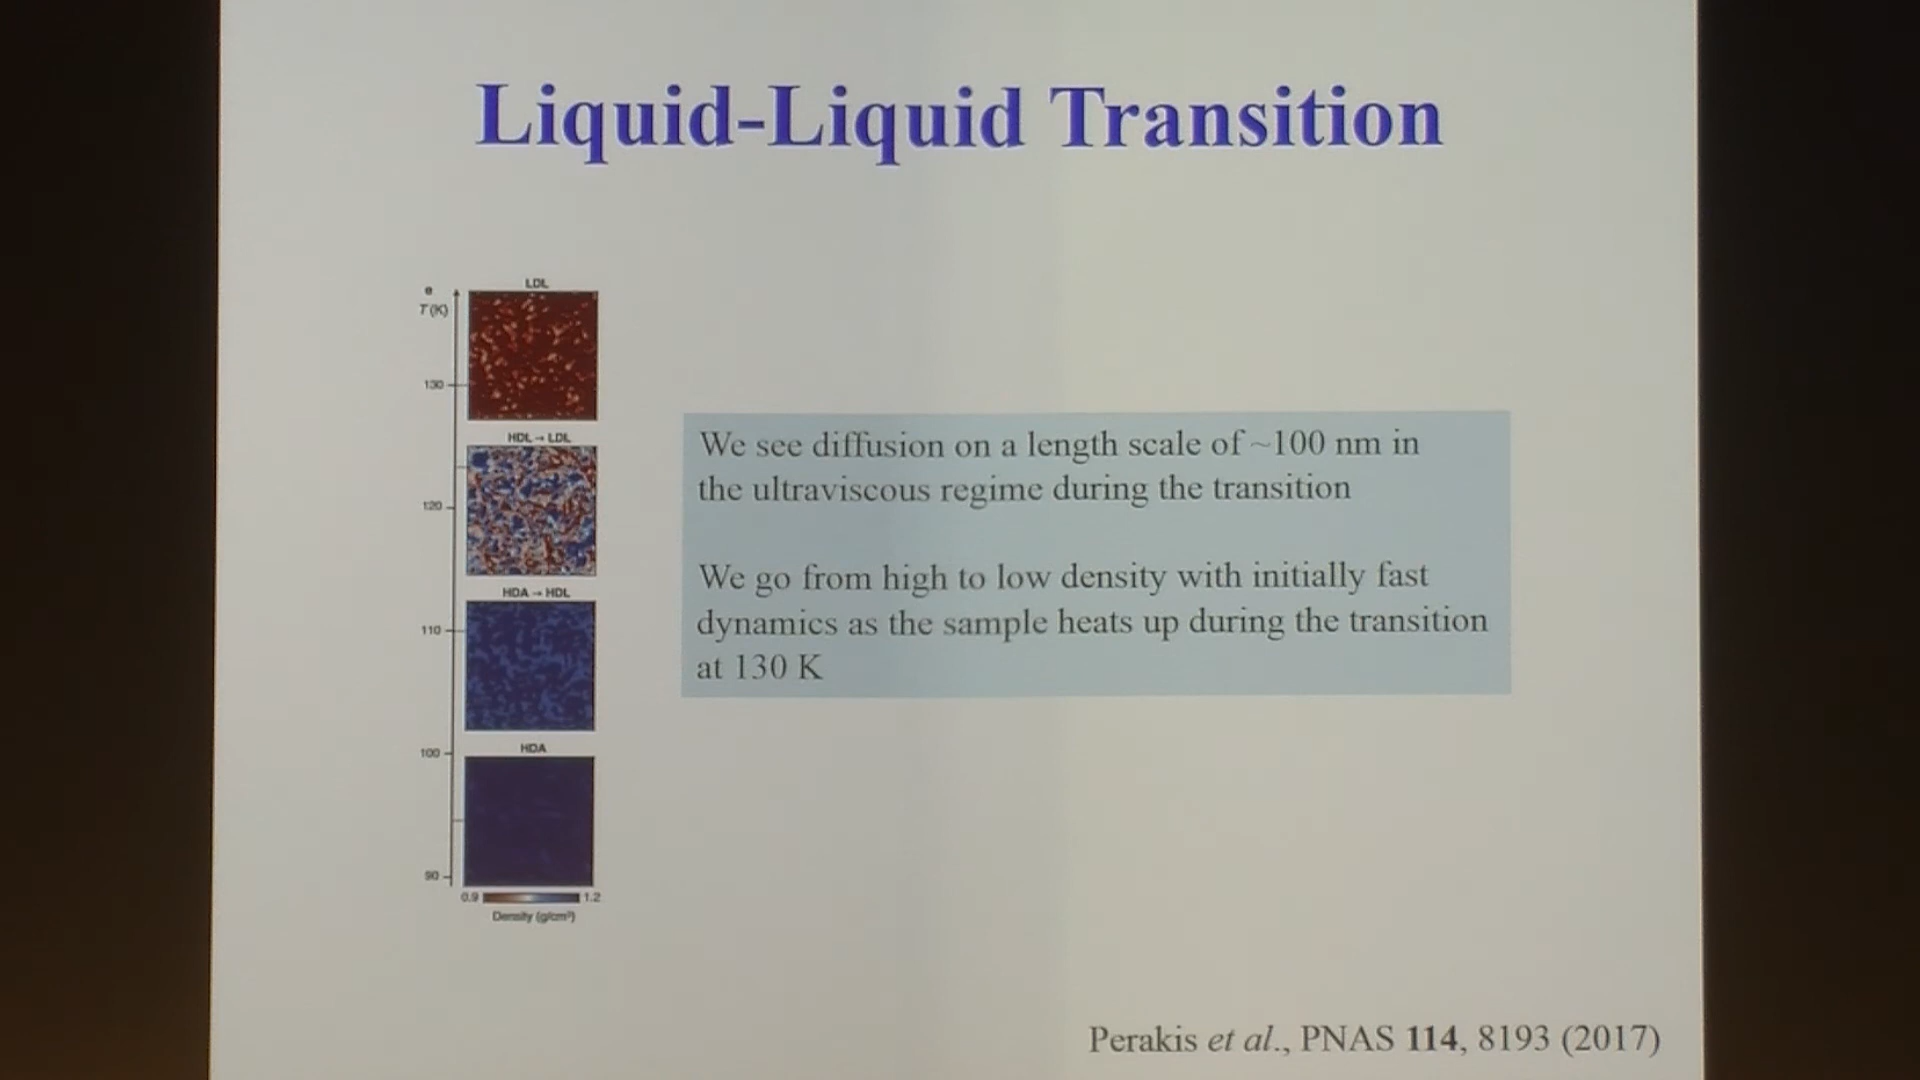 Liquid-Liquid Transition
e
T (K)
LDL
130
HDL → LDL
120
HDA → HDL
110
HDA
100
90
0.9
1.2
Density (g/cm³)
We see diffusion on a length scale of ~100 nm in
the ultraviscous regime during the transition
We go from high to low density with initially fast
dynamics as the sample heats up during the transition
at 130 K
Perakis et al., PNAS 114, 8193 (2017)